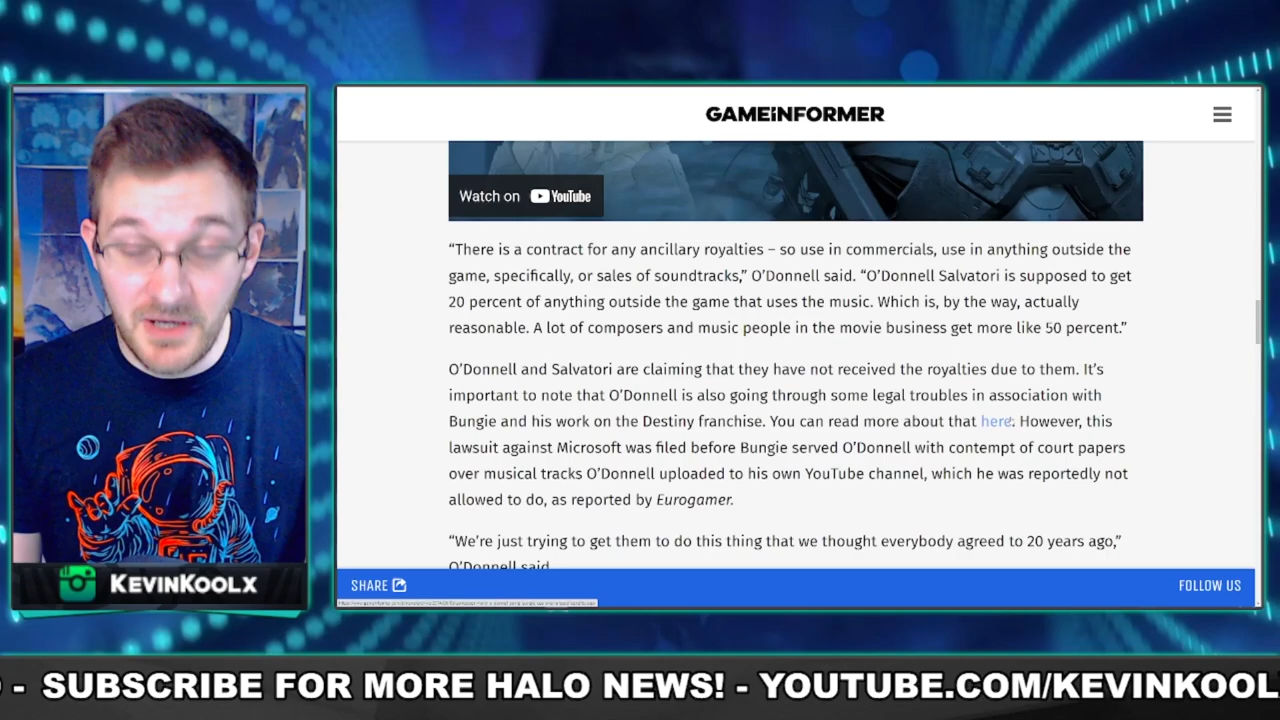 GAMEINFORMER
Watch on YouTube
“There is a contract for any ancillary royalties – so use in commercials, use in anything outside the
game, specifically, or sales of soundtracks,” O’Donnell said. “O’Donnell Salvatori is supposed to get
20 percent of anything outside the game that uses the music. Which is, by the way, actually
reasonable. A lot of composers and music people in the movie business get more like 50 percent.”
O’Donnell and Salvatori are claiming that they have not received the royalties due to them. It’s
important to note that O’Donnell is also going through some legal troubles in association with
Bungie and his work on the Destiny franchise. You can read more about that here. However, this
lawsuit against Microsoft was filed before Bungie served O’Donnell with contempt of court papers
over musical tracks O’Donnell uploaded to his own YouTube channel, which he was reportedly not
allowed to do, as reported by Eurogamer.
“We’re just trying to get them to do this thing that we thought everybody agreed to 20 years ago,”
O’Donnell said
SHARE
FOLLOW US
KEVINKOOLX
- SUBSCRIBE FOR MORE HALO NEWS! - YOUTUBE.COM/KEVINKOOL